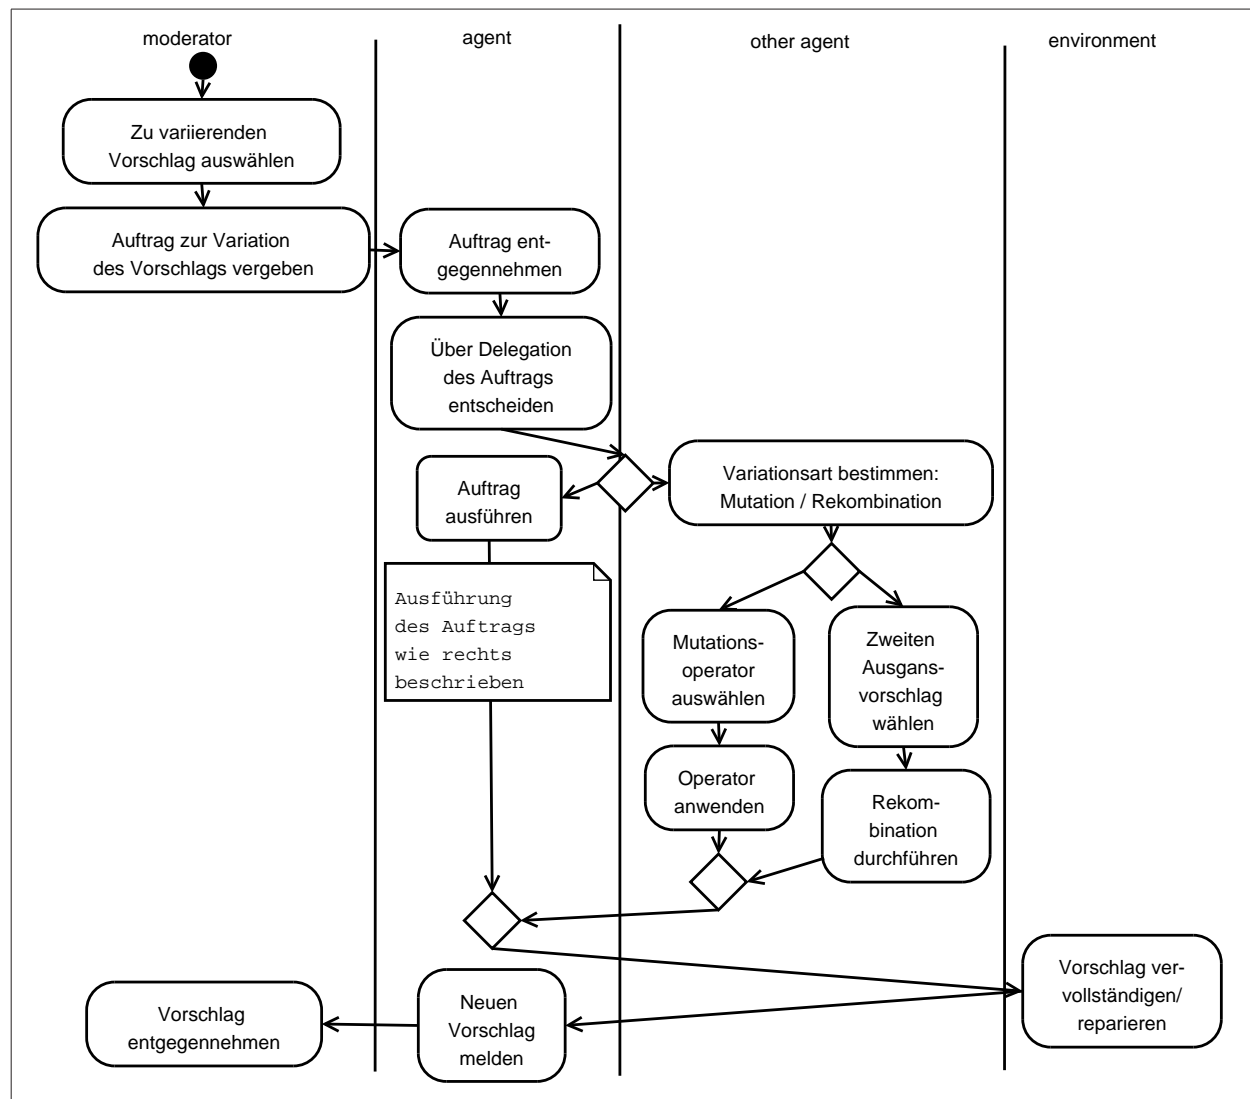 moderator
agent
other agent
environment
Zu variierenden
Vorschlag auswählen
Auftrag zur Variation
des Vorschlags vergeben
Auftrag ent-
gegennehmen
Über Delegation
des Auftrags
entscheiden
Auftrag
ausführen
Variationsart bestimmen:
Mutation / Rekombination
Ausführung
des Auftrags
wie rechts
beschrieben
Mutations-
operator
auswählen
Zweiten
Ausgans-
vorschlag
wählen
Operator
anwenden
Rekom-
bination
durchführen
Vorschlag ver-
vollständigen/
reparieren
Neuen
Vorschlag
melden
Vorschlag
entgegennehmen